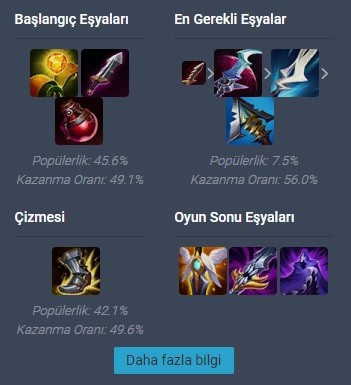 Başlangıç Eşyaları
Popülerlik: 45.6%
Kazanma Oranı: 49.1%
En Gerekli Eşyalar
Popülerlik: 7.5%
Kazanma Oranı: 56.0%
Çizmesi
Popülerlik: 42.1%
Kazanma Oranı: 49.6%
Oyun Sonu Eşyaları
Daha fazla bilgi